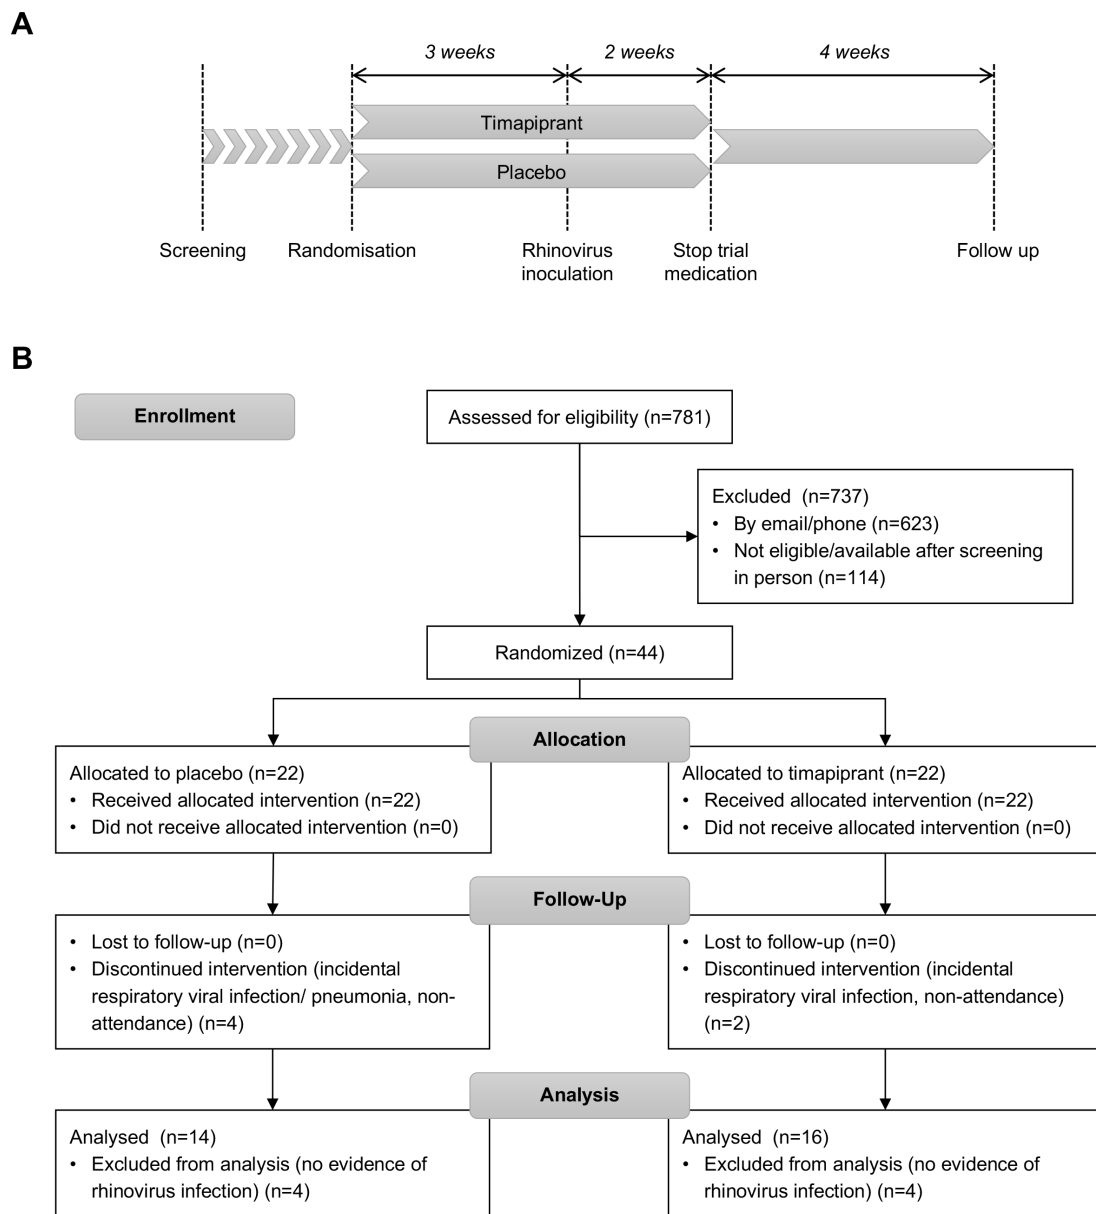 A
3 weeks
2 weeks
4 weeks
Timapiprant
Placebo
Screening
Randomisation
Rhinovirus
inoculation
Stop trial
medication
Follow up
B
Enrollment
Assessed for eligibility (n=781)
Excluded (n=737)
• By email/phone (n=623)
• Not eligible/available after screening
in person (n=114)
Randomized (n=44)
Allocation
Allocated to placebo (n=22)
• Received allocated intervention (n=22)
• Did not receive allocated intervention (n=0)
Allocated to timapiprant (n=22)
• Received allocated intervention (n=22)
• Did not receive allocated intervention (n=0)
Follow-Up
• Lost to follow-up (n=0)
• Discontinued intervention (incidental
respiratory viral infection/ pneumonia, non-
attendance) (n=4)
• Lost to follow-up (n=0)
• Discontinued intervention (incidental
respiratory viral infection, non-attendance)
(n=2)
Analysis
Analysed (n=14)
• Excluded from analysis (no evidence of
rhinovirus infection) (n=4)
Analysed (n=16)
• Excluded from analysis (no evidence of
rhinovirus infection) (n=4)